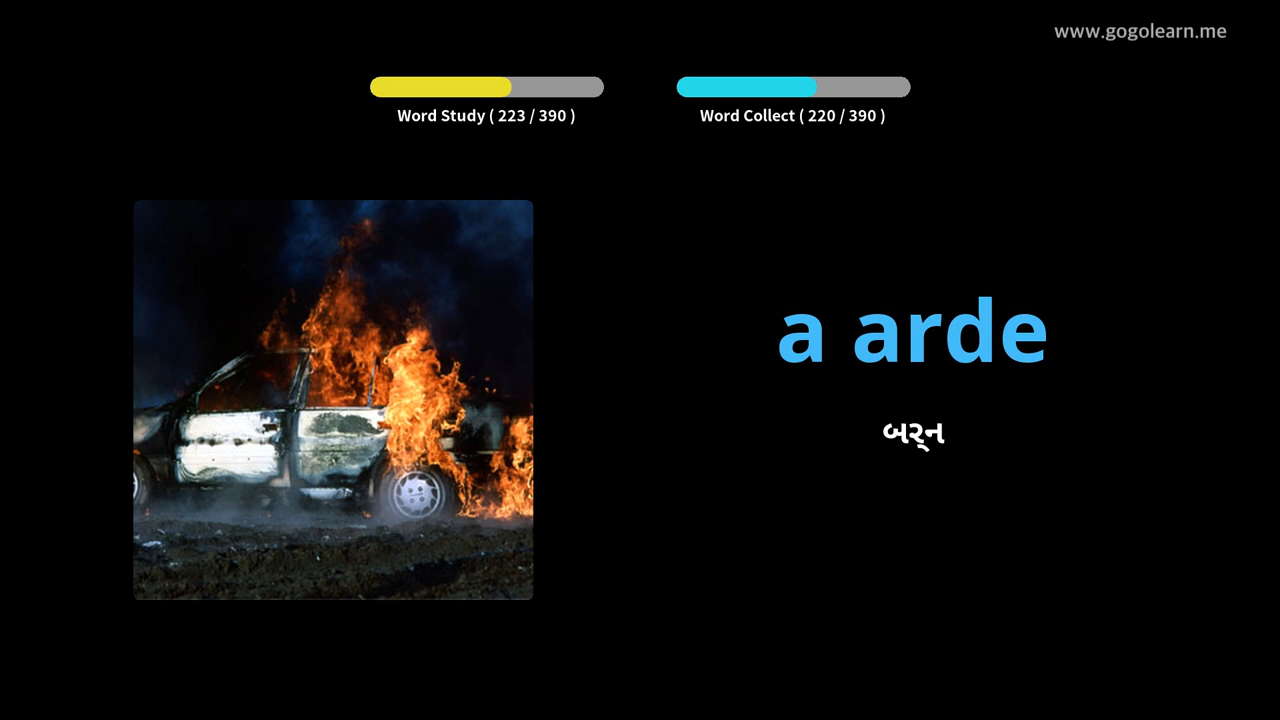 www.gogolearn.me
Word Study ( 223 / 390 )
Word Collect ( 220 / 390 )
a arde
બર્ન